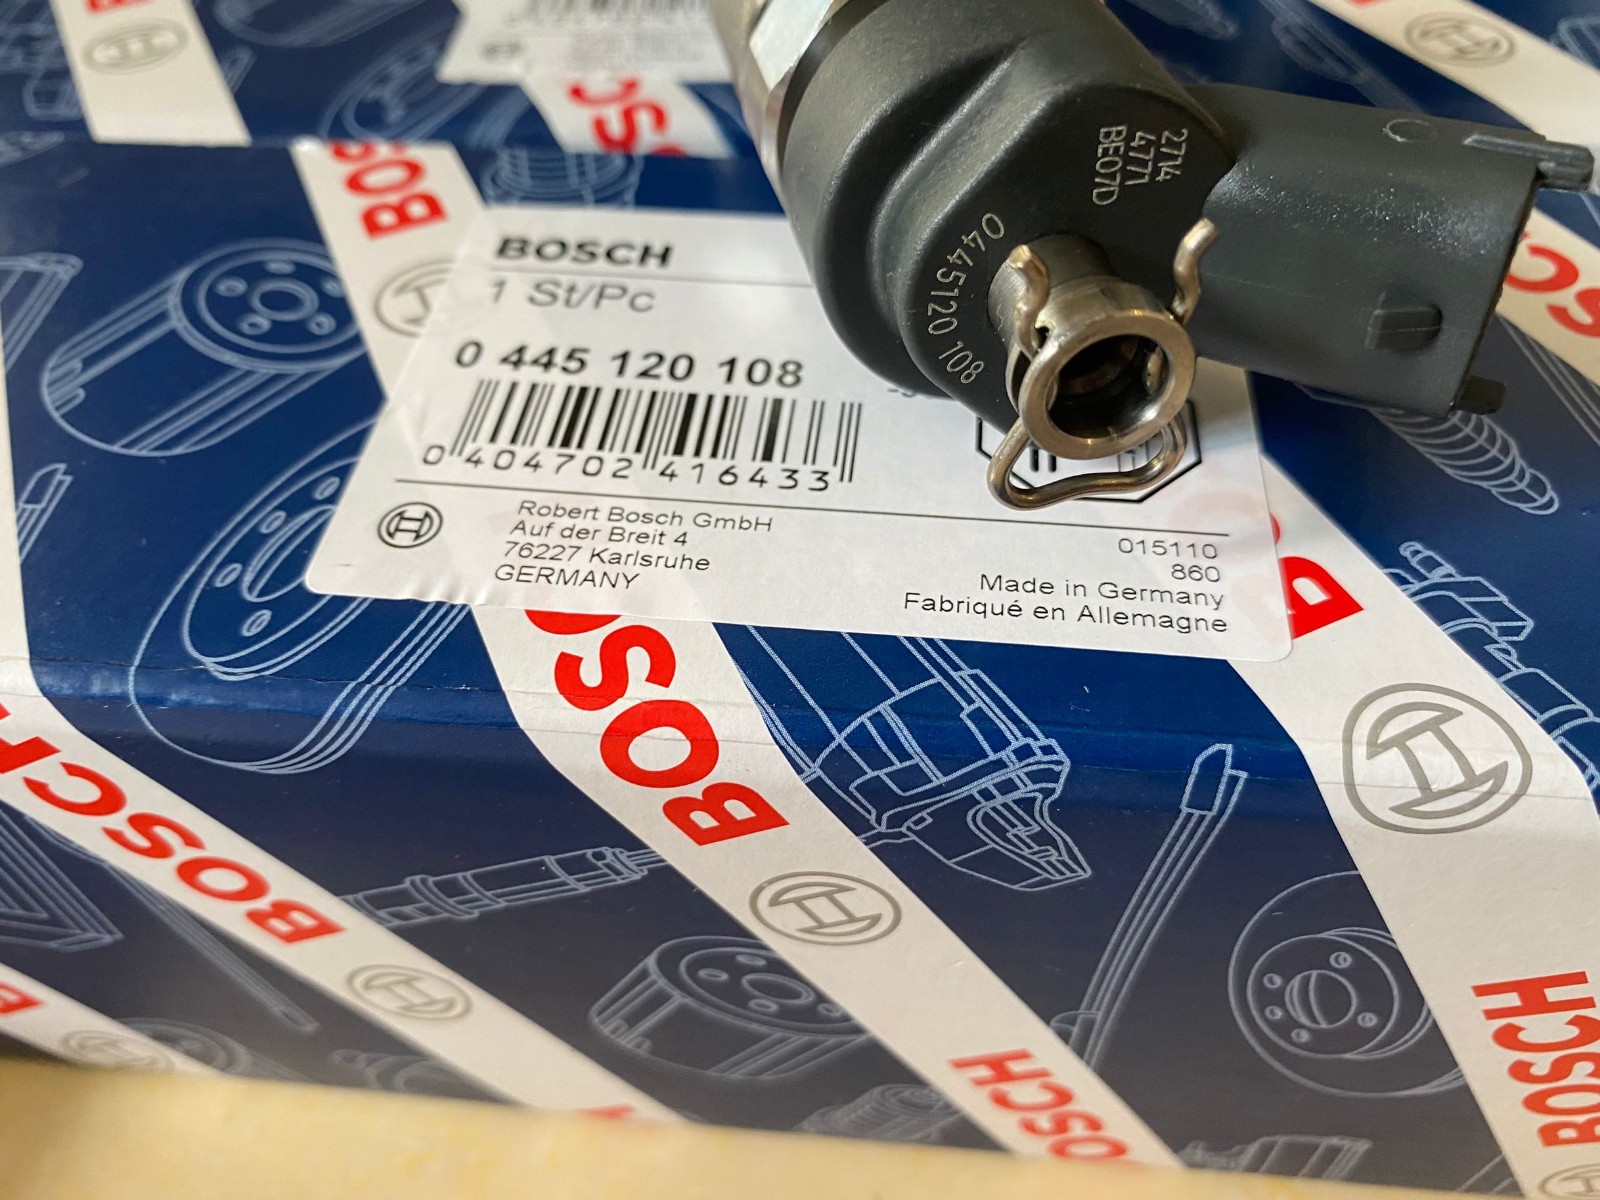 BOSCH
1 St/Pc
0 445 120 108
0 404702 416433
Robert Bosch GmbH
Auf der Breit 4
76227 Karlsruhe
GERMANY
015110
860
Made in Germany
Fabriqué en Allemagne
2714
4771
BE07D
0445120 108
BOSCH
BOSCH
BOSCH
BOSCH